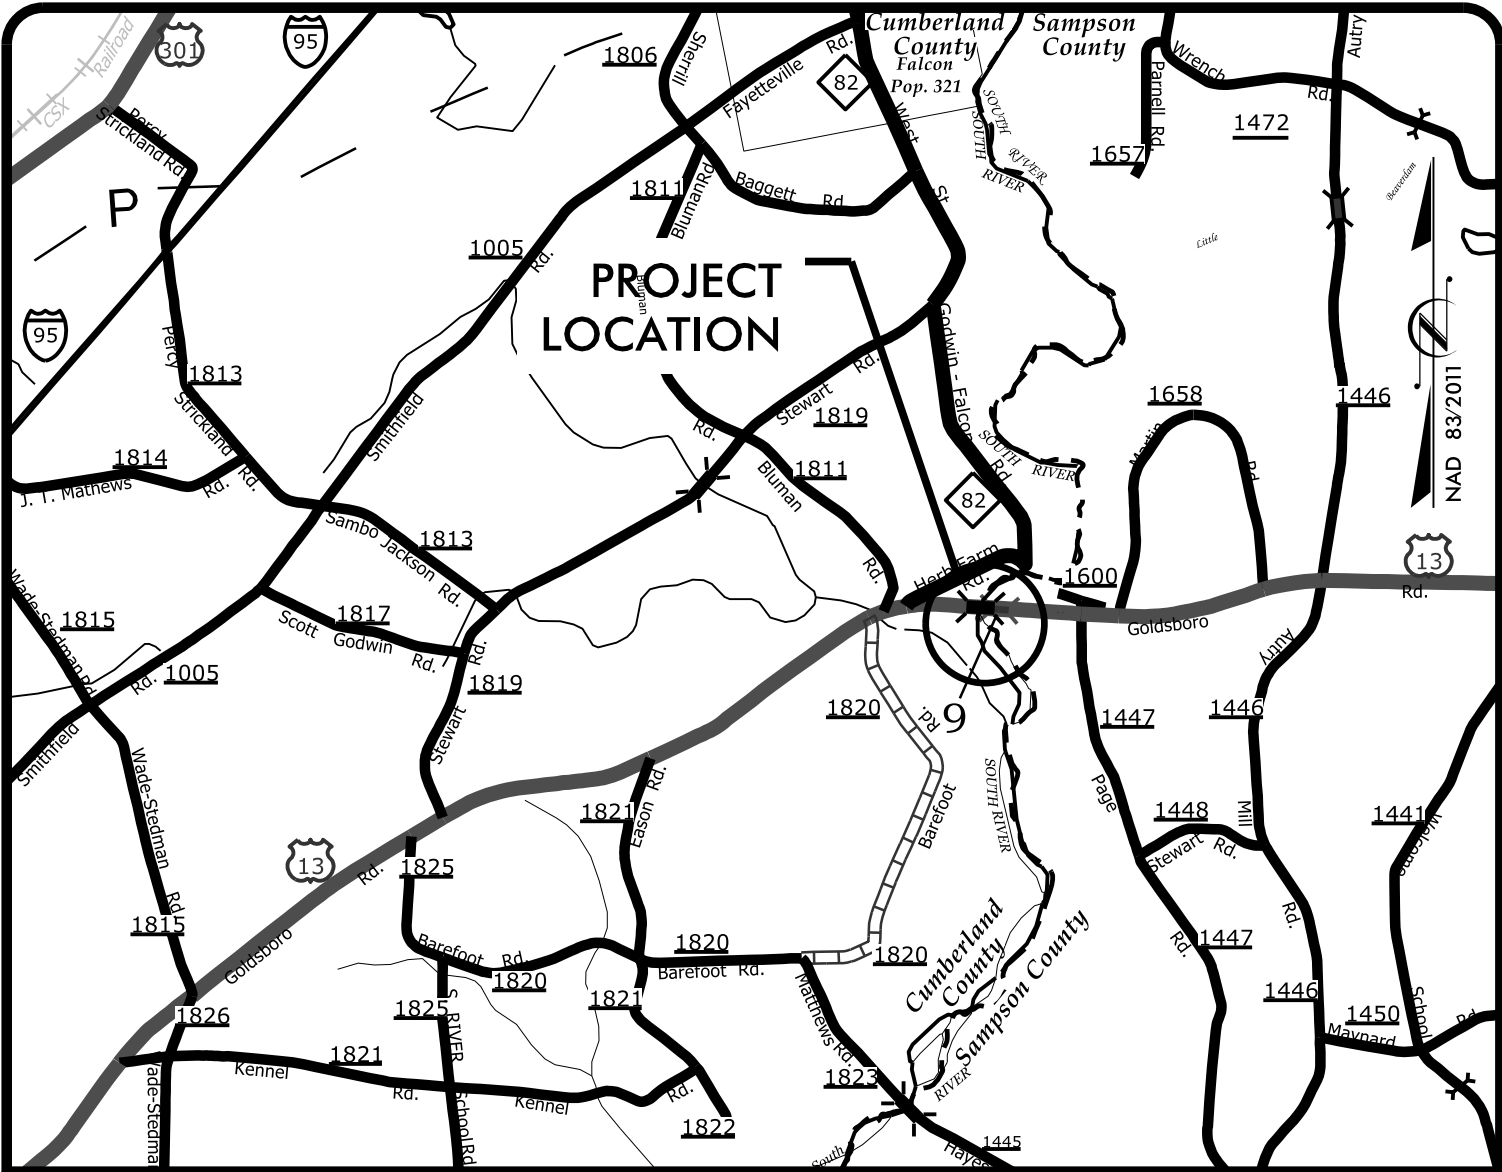 Railroad
CSX
301
95
Percy
Strickland Rd.
P
95
1806
Sherrill
Fayetteville
Rd.
82
Cumberland
County
Falcon
Pop. 321
Sampson
County
Wrench
Rd.
Autry
Parnell Rd.
1657
1472
SOUTH
RIVER
SOUTH
RIVER
West
St
1811
Bluman Rd
Baggett
Rd
1005
Rd.
Beaverdam
Little
PROJECT
LOCATION
Bluman
Percy
1813
Strickland
Rd.
Smithfield
Godwin - Falcon
Rd
Rd.
Stewart
1819
Rd.
1658
1446
NAD 83/2011
Martin
Rd
1814
J. T. Mathews
Rd.
1811
Bluman
Rd.
SOUTH
RIVER
82
Sambo Jackson
Rd.
1813
Herb Farm
Rd.
1600
13
Rd.
Goldsboro
Wade-Stedman Rd
1815
1817
Scott
Godwin
Rd.
Rd.
1819
1005
Rd.
Smithfield
Stewart
1820
Rd.
9
Autry
1447
1446
Wade-Stedman
Rd
1821
Eason
Rd.
Barefoot
SOUTH RIVER
Page
1448
Stewart
Rd.
Mill
1441
13
Rd.
1825
Goldsboro
1815
Barefoot
Rd.
1820
1820
Barefoot Rd.
1820
Rd.
Rd.
1447
1826
1825
S. RIVER
1821
Matthews
Rd.
Cumberland
County
Sampson County
1446
1450
Maynard
School
Rd
1821
Kennel
Rd.
Kennel
Rd.
1823
RIVER
Wade-Stedman
School Rd
1822
South
Hayes
1445